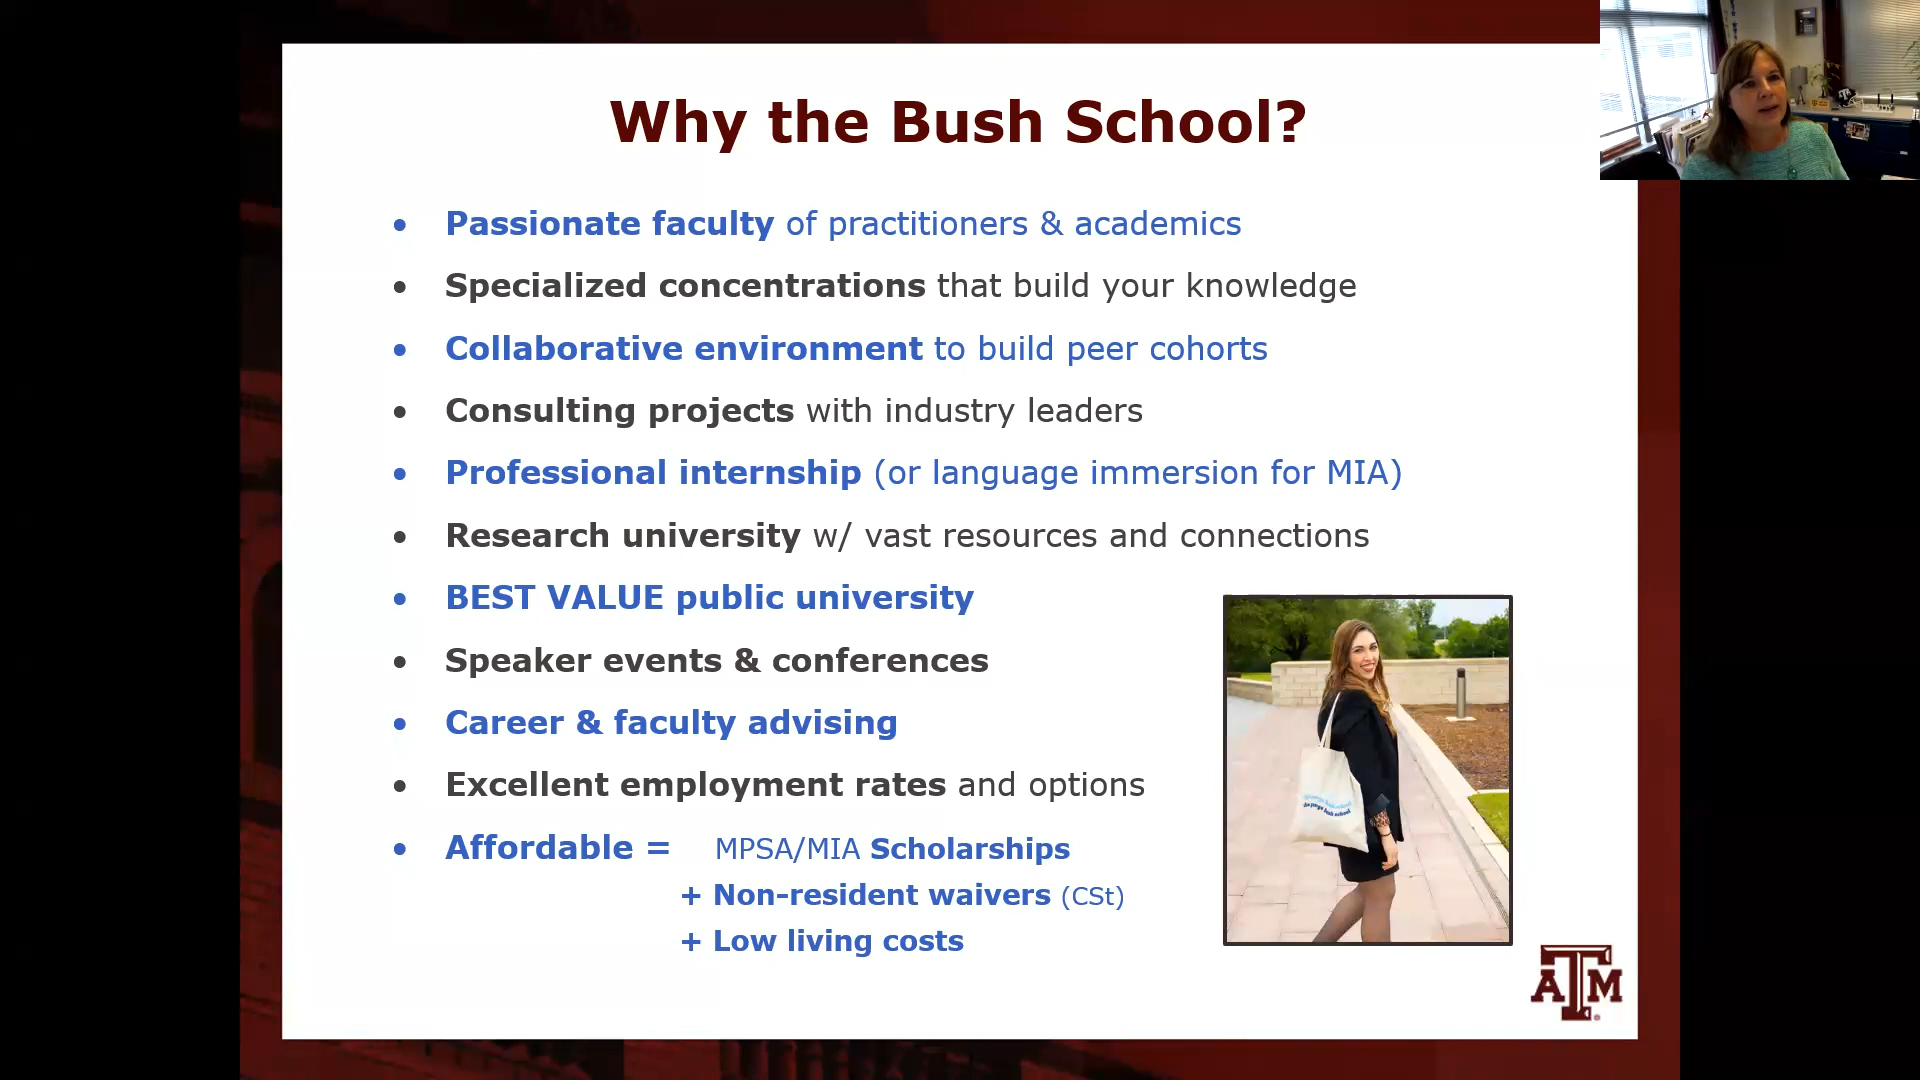 Why the Bush School?
• Passionate faculty of practitioners & academics
• Specialized concentrations that build your knowledge
• Collaborative environment to build peer cohorts
• Consulting projects with industry leaders
• Professional internship (or language immersion for MIA)
• Research university w/ vast resources and connections
• BEST VALUE public university
• Speaker events & conferences
• Career & faculty advising
• Excellent employment rates and options
• Affordable = MPSA/MIA Scholarships
+ Non-resident waivers (CSt)
+ Low living costs
ATM